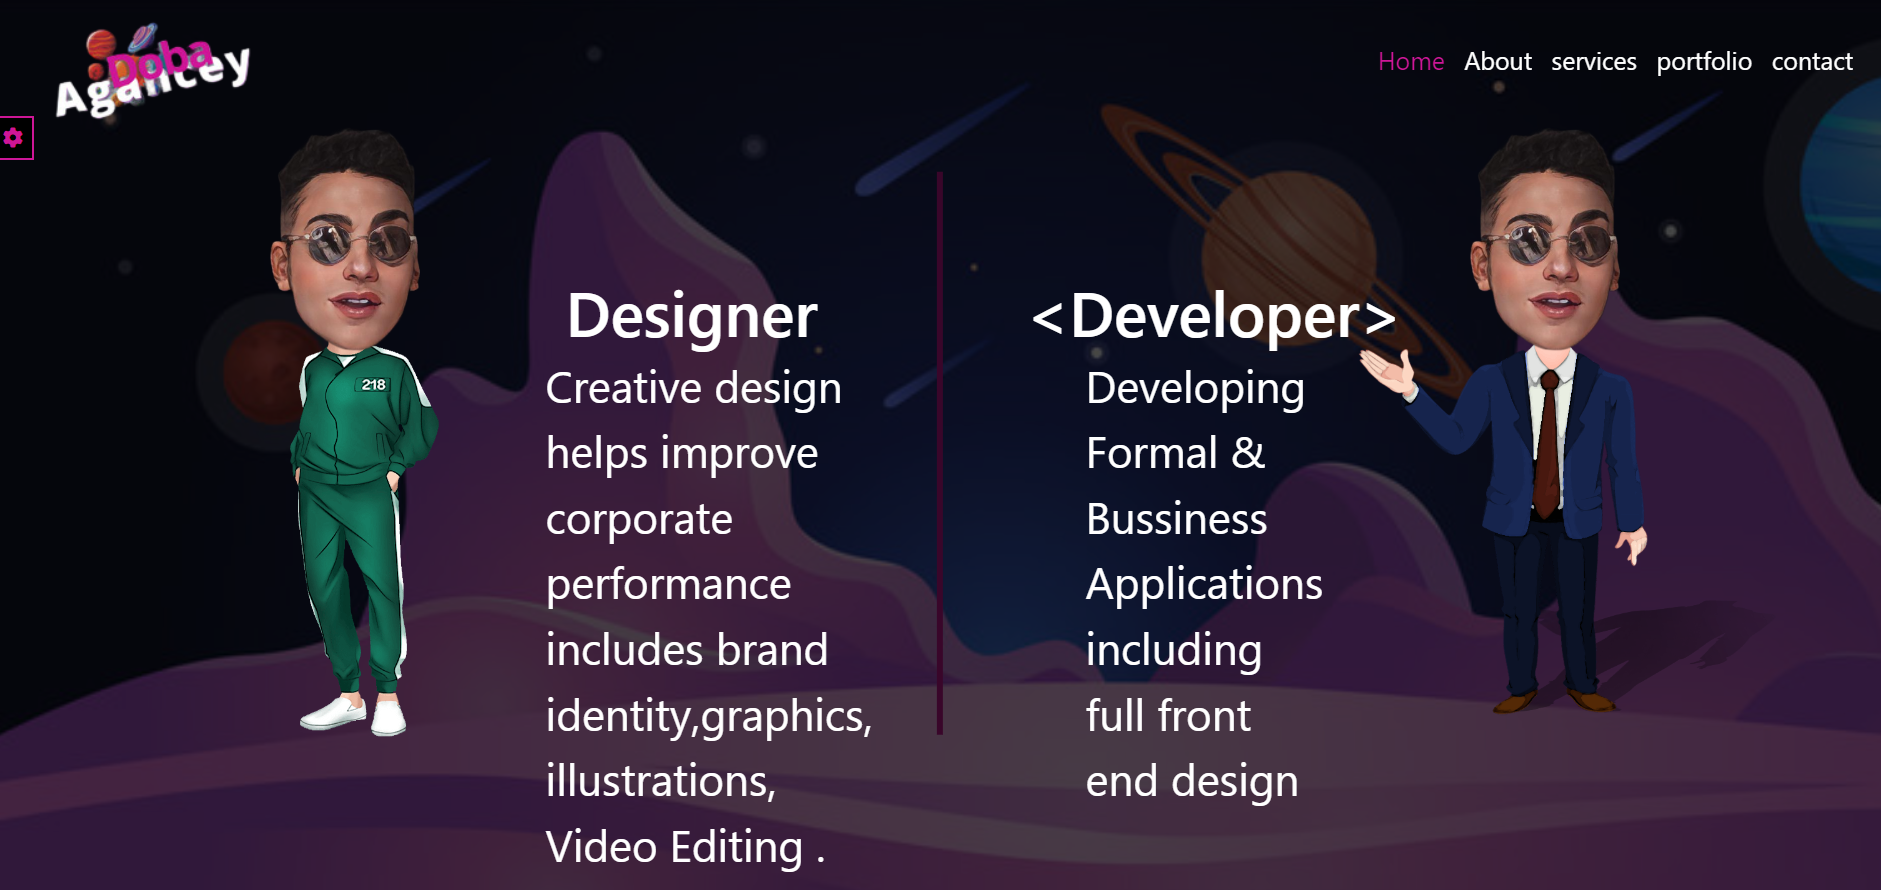 Doba
Agancey
Home About services portfolio contact
Designer
Creative design
helps improve
corporate
performance
includes brand
identity,graphics,
illustrations,
Video Editing .
<Developer>
Developing
Formal &
Bussiness
Applications
including
full front
end design
218